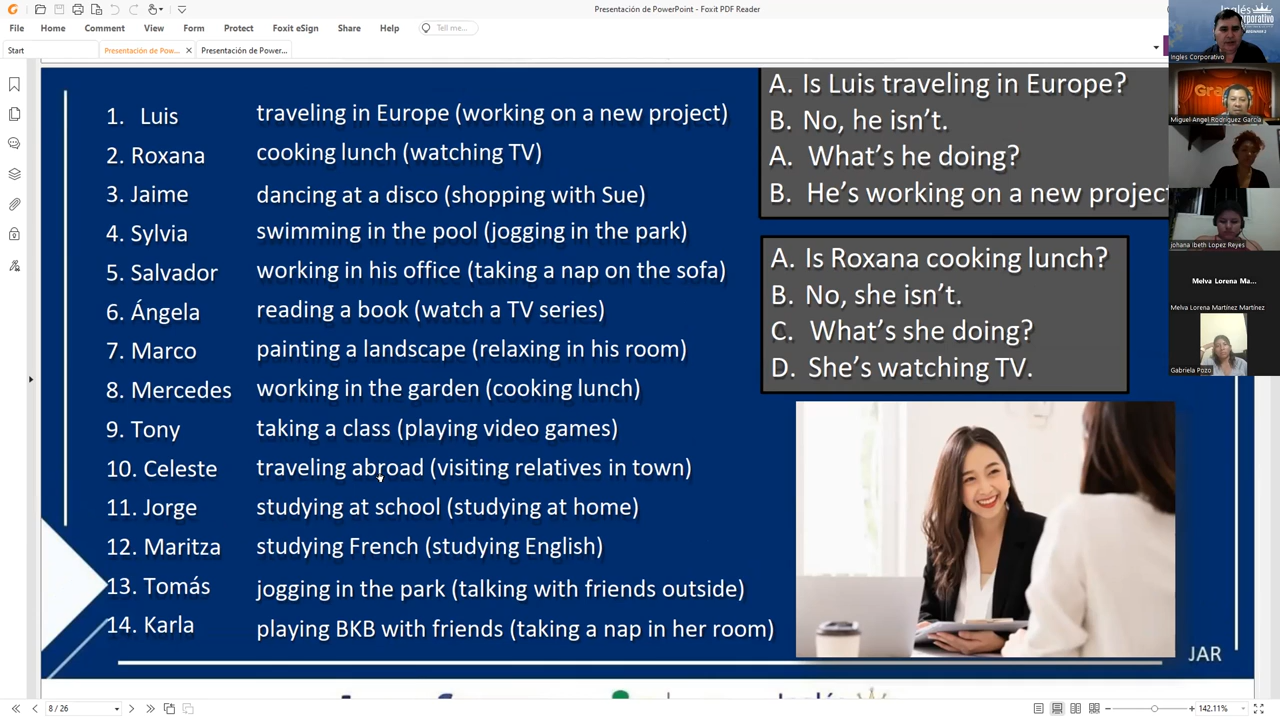 Presentación de PowerPoint - Foxit PDF Reader
File Home Comment View Form Protect Foxit eSign Share Help Tell me...
Start Presentación de Pow... Presentación de Power...
1. Luis traveling in Europe (working on a new project)
2. Roxana cooking lunch (watching TV)
3. Jaime dancing at a disco (shopping with Sue)
4. Sylvia swimming in the pool (jogging in the park)
5. Salvador working in his office (taking a nap on the sofa)
6. Ángela reading a book (watch a TV series)
7. Marco painting a landscape (relaxing in his room)
8. Mercedes working in the garden (cooking lunch)
9. Tony taking a class (playing video games)
10. Celeste traveling abroad (visiting relatives in town)
11. Jorge studying at school (studying at home)
12. Maritza studying French (studying English)
13. Tomás jogging in the park (talking with friends outside)
14. Karla playing BKB with friends (taking a nap in her room)
A. Is Luis traveling in Europe?
B. No, he isn't.
A. What's he doing?
B. He's working on a new project
A. Is Roxana cooking lunch?
B. No, she isn't.
C. What's she doing?
D. She's watching TV.
JAR
Ingles Corporativo
Miguel Angel Rodriguez Garcia
johana Ibeth Lopez Reyes
Melva Lorena Ma...
Melva Lorena Martínez Martínez
Gabriela Pozo
8 / 26
142.11%